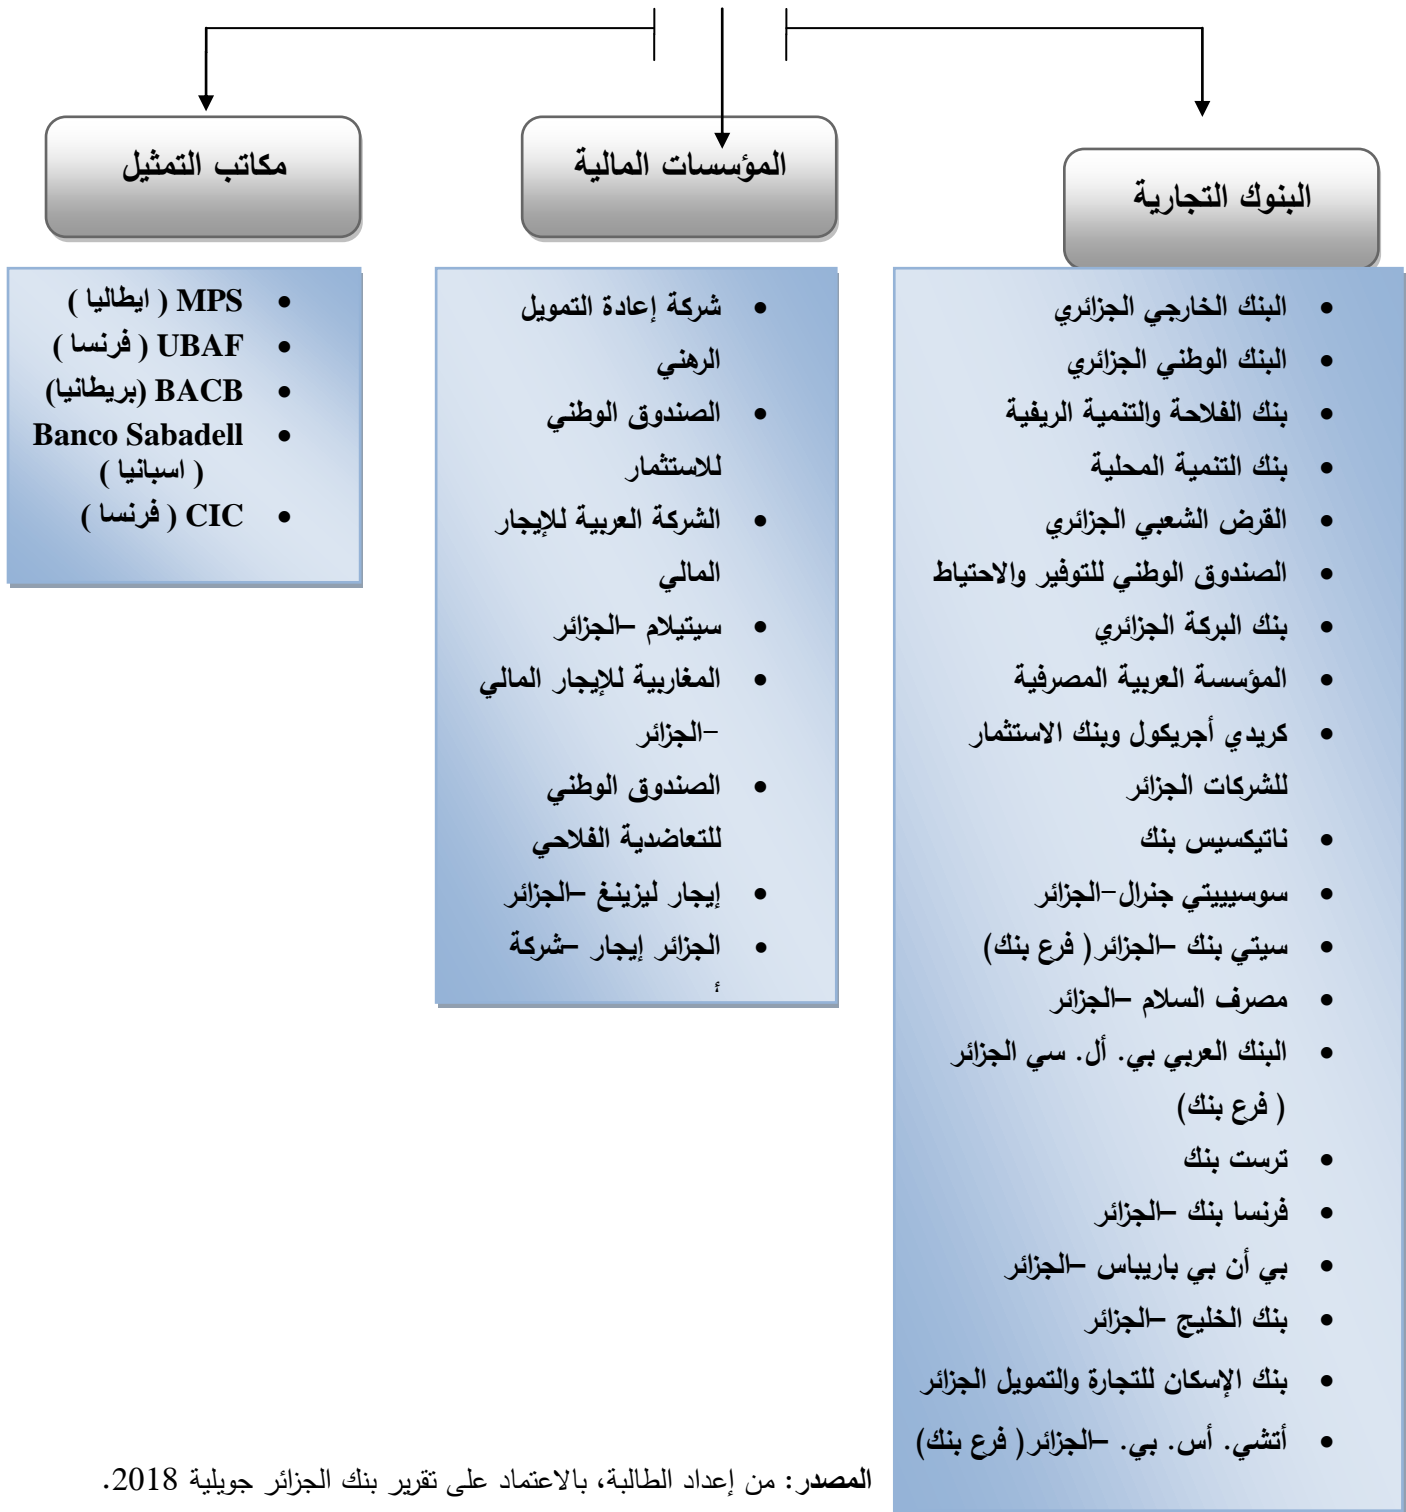 البنوك التجارية
المؤسسات المالية
مكاتب التمثيل
البنك الخارجي الجزائري
البنك الوطني الجزائري
بنك الفلاحة والتنمية الريفية
بنك التنمية المحلية
القرض الشعبي الجزائري
الصندوق الوطني للتوفير والاحتياط
بنك البركة الجزائري
المؤسسة العربية المصرفية
كريدي أجريكول وبنك الاستثمار
للشركات الجزائر
ناتيكسيس بنك
سوسيييتي جنرال-الجزائر
سيتي بنك –الجزائر( فرع بنك)
مصرف السلام –الجزائر
البنك العربي بي. أل. سي الجزائر
( فرع بنك)
ترست بنك
فرنسا بنك –الجزائر
بي أن بي باريباس –الجزائر
بنك الخليج –الجزائر
بنك الإسكان للتجارة والتمويل الجزائر
أتشي. أس. بي. –الجزائر( فرع بنك)
شركة إعادة التمويل
الرهني
الصندوق الوطني
للاستثمار
الشركة العربية للإيجار
المالي
سيتيلام –الجزائر
المغاربية للإيجار المالي
-الجزائر
الصندوق الوطني
للتعاضدية الفلاحي
إيجار ليزينغ –الجزائر
الجزائر إيجار –شركة
MPS ( ايطاليا )
UBAF ( فرنسا )
BACB (بريطانيا)
Banco Sabadell
( اسبانيا )
CIC ( فرنسا )
المصدر: من إعداد الطالبة، بالاعتماد على تقرير بنك الجزائر جويلية 2018.